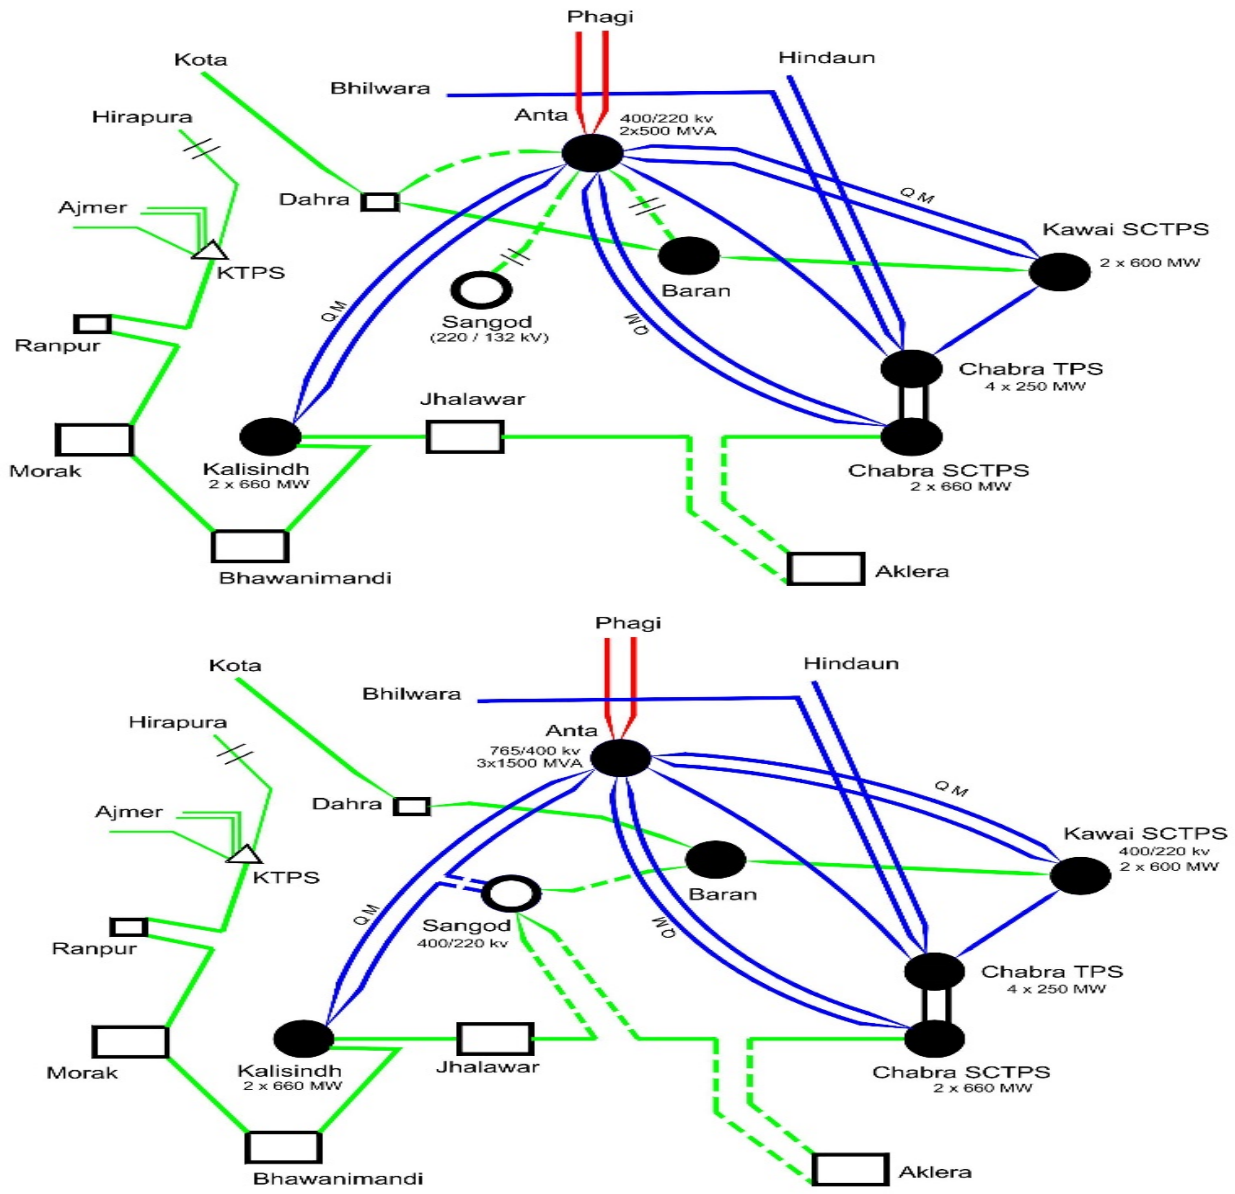 Phagi
Kota
Hindaun
Bhilwara
Hirapura
Anta
400/220 kv
2x500 MVA
Dahra
Ajmer
QM
Kawai SCTPS
2 x 600 MW
KTPS
Baran
QM
Sangod
(220 / 132 kV)
QM
Ranpur
Chabra TPS
4 x 250 MW
Jhalawar
Morak
Kalisindh
2 x 660 MW
Chabra SCTPS
2 x 660 MW
Bhawanimandi
Aklera
Phagi
Kota
Hindaun
Bhilwara
Hirapura
Anta
765/400 kv
3x1500 MVA
QM
Dahra
Ajmer
Kawai SCTPS
400/220 kv
2 x 600 MW
KTPS
Baran
QM
Sangod
400/220 kv
QM
Ranpur
Chabra TPS
4 x 250 MW
Morak
Kalisindh
2 x 660 MW
Jhalawar
Chabra SCTPS
2 x 660 MW
Bhawanimandi
Aklera